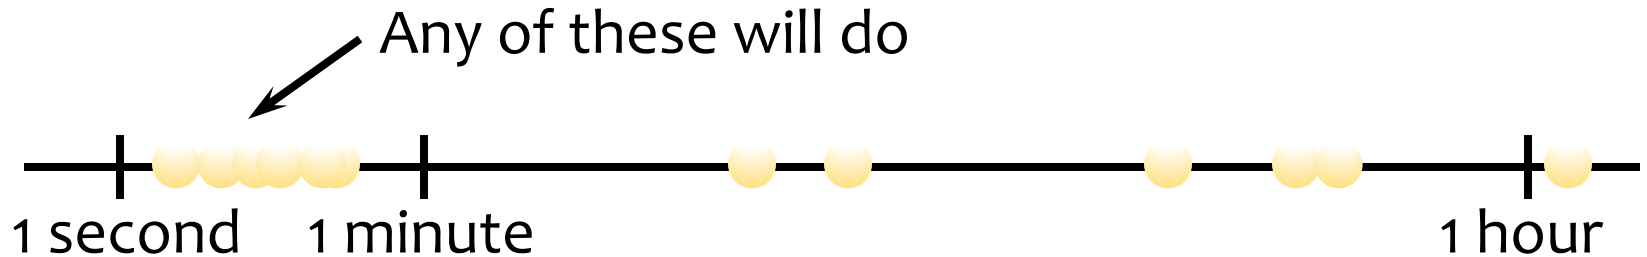 Any of these will do
1 second 1 minute 1 hour